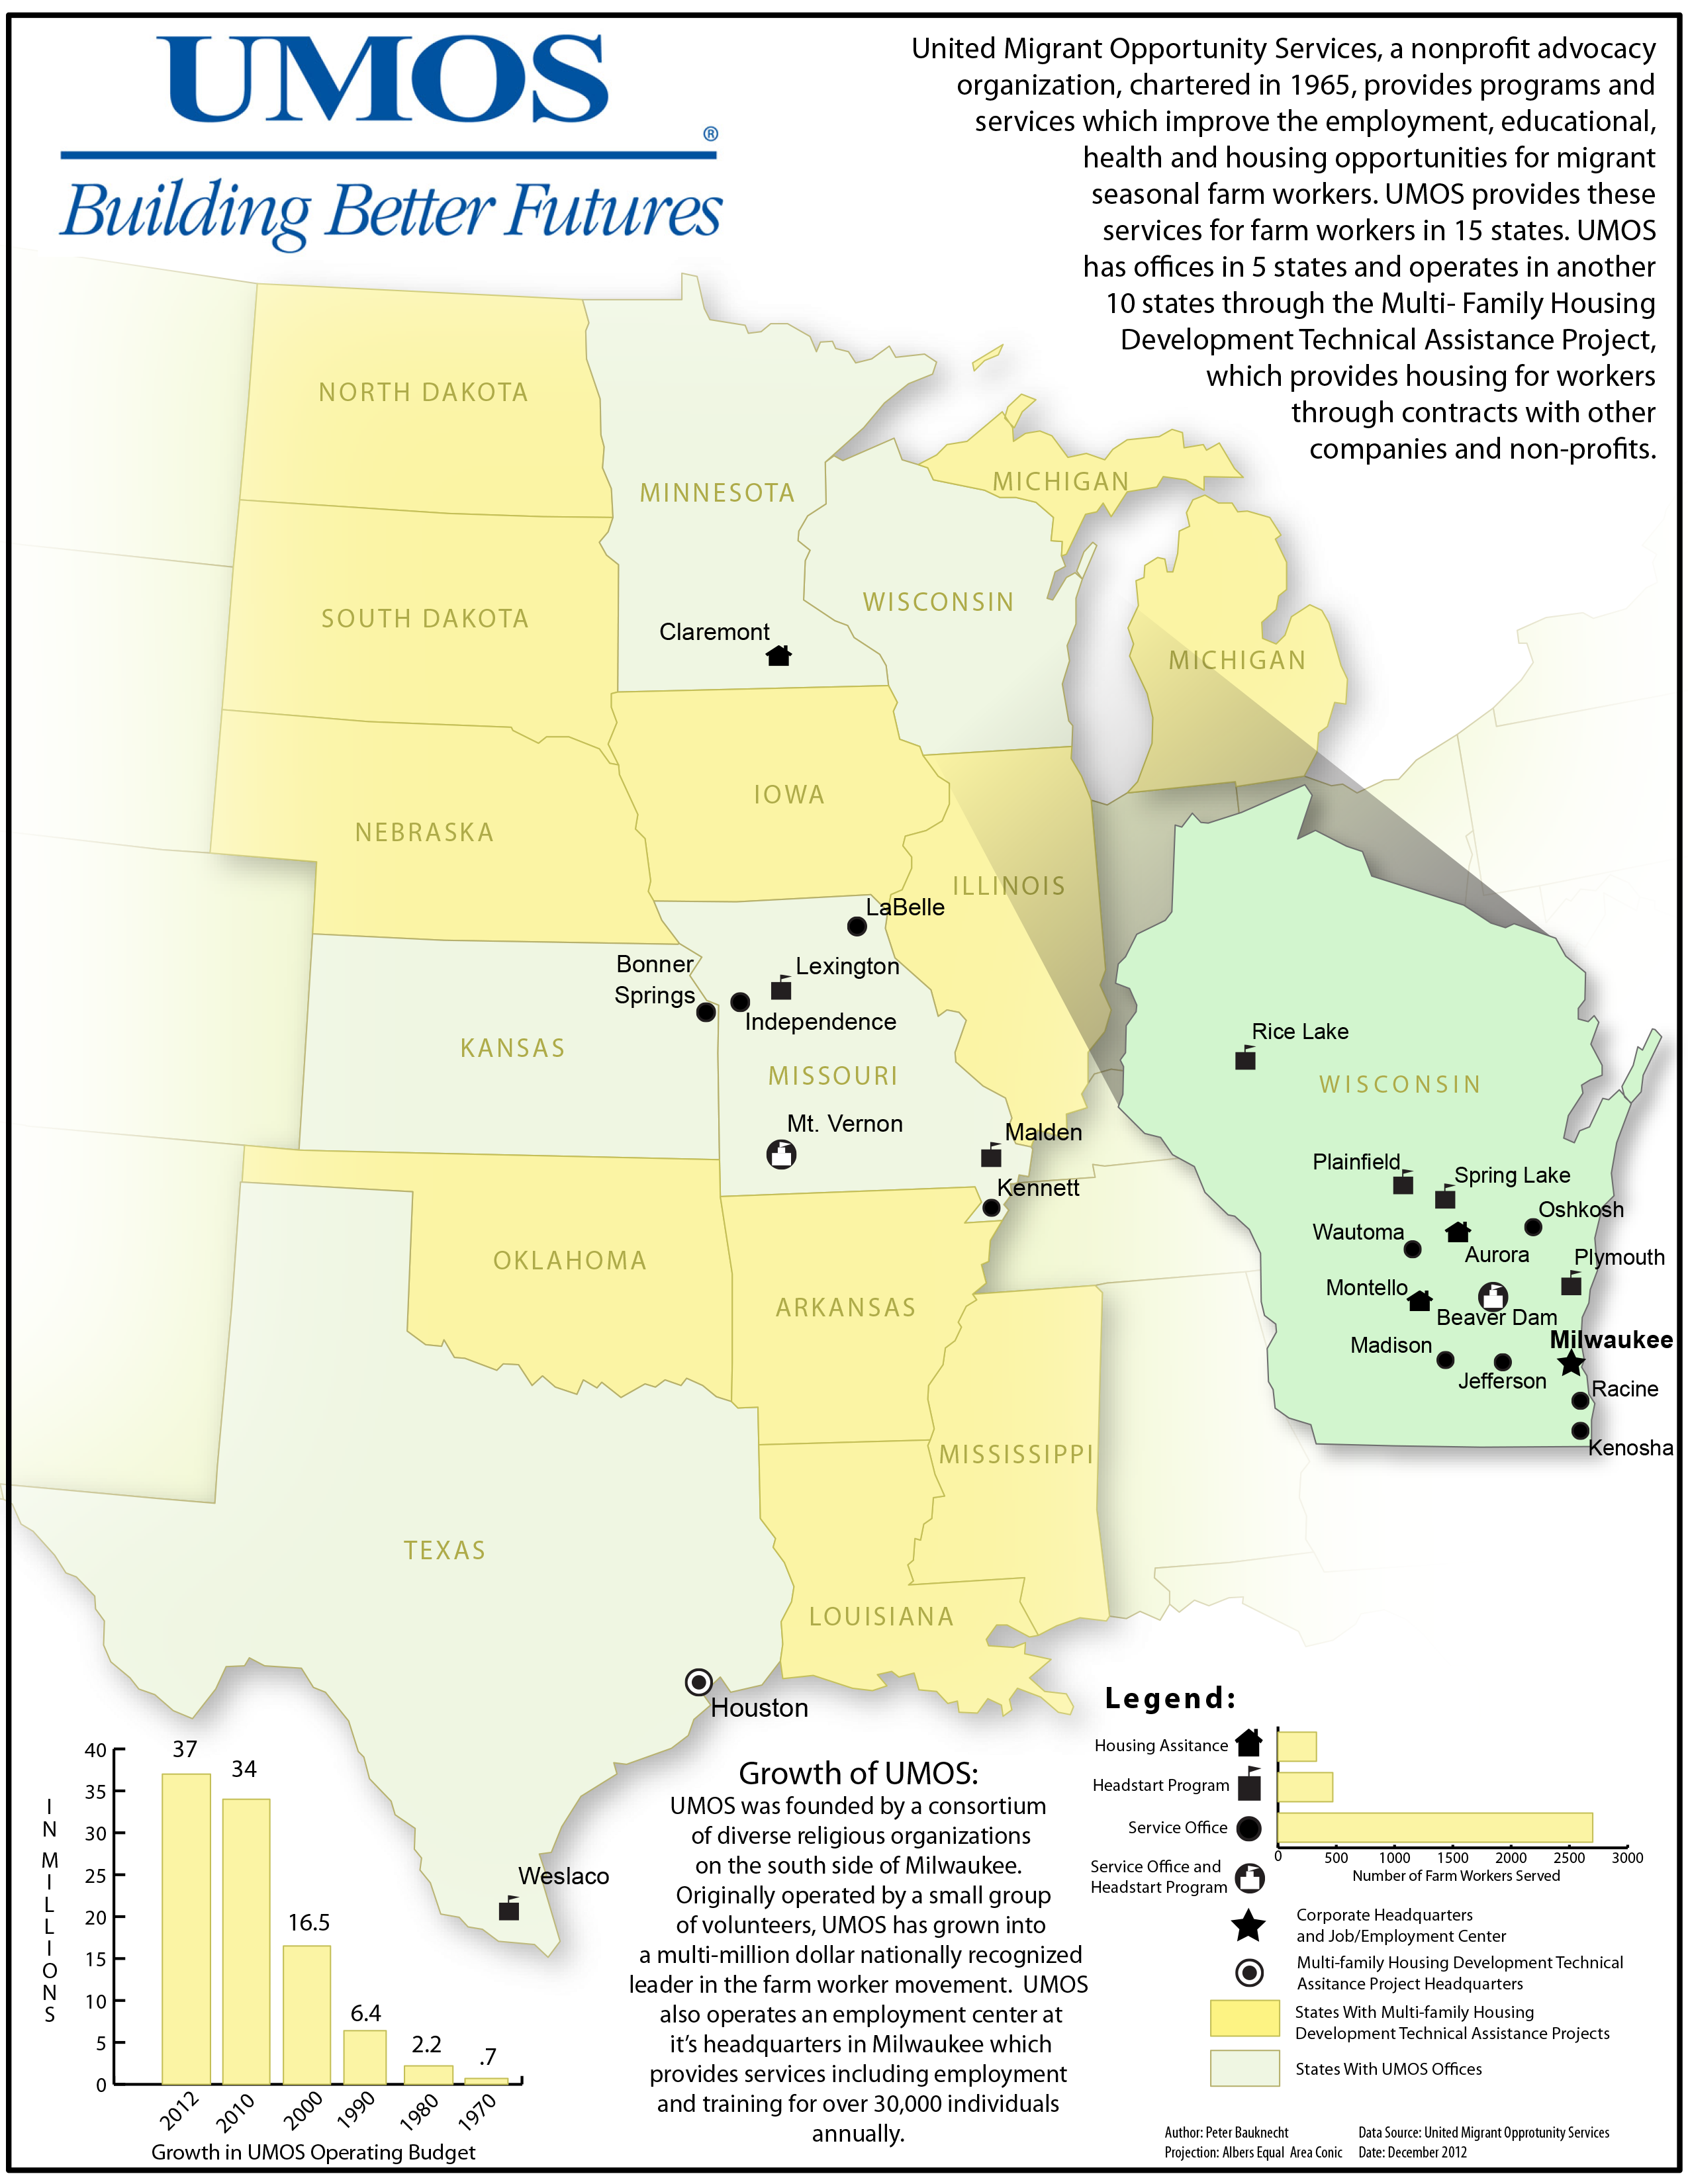 UMOS
®
Building Better Futures
United Migrant Opportunity Services, a nonprofit advocacy
organization, chartered in 1965, provides programs and
services which improve the employment, educational,
health and housing opportunities for migrant
seasonal farm workers. UMOS provides these
services for farm workers in 15 states. UMOS
has offices in 5 states and operates in another
10 states through the Multi- Family Housing
Development Technical Assistance Project,
which provides housing for workers
through contracts with other
companies and non-profits.
NORTH DAKOTA
MINNESOTA
MICHIGAN
SOUTH DAKOTA
WISCONSIN
Claremont
MICHIGAN
IOWA
NEBRASKA
ILLINOIS
LaBelle
Bonner
Springs
Lexington
Independence
KANSAS
MISSOURI
Mt. Vernon
Malden
Kennett
OKLAHOMA
ARKANSAS
MISSISSIPPI
TEXAS
LOUISIANA
Houston
Weslaco
Rice Lake
WISCONSIN
Plainfield
Spring Lake
Oshkosh
Wautoma
Aurora
Plymouth
Montello
Beaver Dam
Milwaukee
Madison
Jefferson
Racine
Kenosha
IN MILLIONS
40
35
30
25
20
15
10
5
0
37
34
16.5
6.4
2.2
.7
2012
2010
2000
1990
1980
1970
Growth in UMOS Operating Budget
Growth of UMOS:
UMOS was founded by a consortium
of diverse religious organizations
on the south side of Milwaukee.
Originally operated by a small group
of volunteers, UMOS has grown into
a multi-million dollar nationally recognized
leader in the farm worker movement. UMOS
also operates an employment center at
it's headquarters in Milwaukee which
provides services including employment
and training for over 30,000 individuals
annually.
Legend:
Housing Assitance
Headstart Program
Service Office
0 500 1000 1500 2000 2500 3000
Number of Farm Workers Served
Service Office and
Headstart Program
Corporate Headquarters
and Job/Employment Center
Multi-family Housing Development Technical
Assitance Project Headquarters
States With Multi-family Housing
Development Technical Assistance Projects
States With UMOS Offices
Author: Peter Bauknecht
Projection: Albers Equal Area Conic
Data Source: United Migrant Opprotunity Services
Date: December 2012